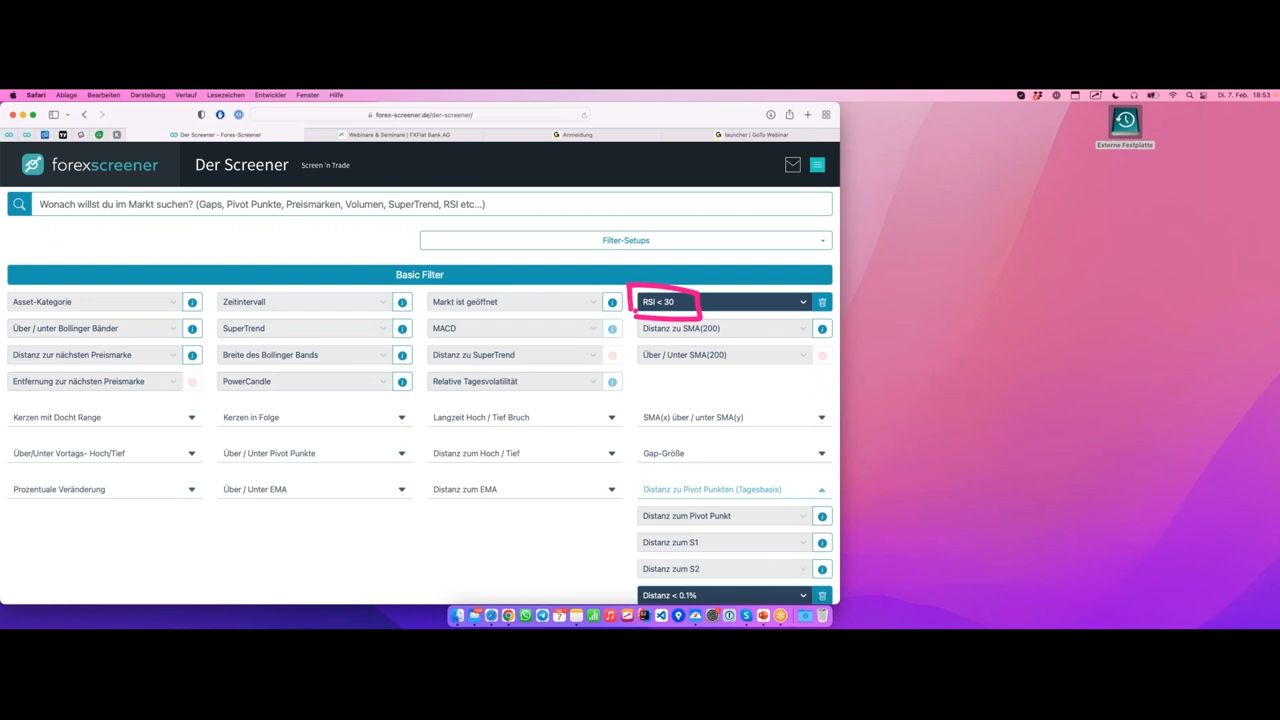 Safari Ablage Bearbeiten Darstellung Verlauf Lesezeichen Entwickler Fenster Hilfe Di. 7. Feb. 18:53
forex-screener.de/der-screener/
Der Screener - Forex-Screener Webinare & Seminare | FXFlat Bank AG Anmeldung launcher | GoTo Webinar
Externe Festplatte
forexscreener Der Screener Screen 'n Trade
Wonach willst du im Markt suchen? (Gaps, Pivot Punkte, Preismarken, Volumen, SuperTrend, RSI etc...)
Filter-Setups
Basic Filter
Asset-Kategorie Zeitintervall Markt ist geöffnet RSI < 30
Über / unter Bollinger Bänder SuperTrend MACD Distanz zu SMA(200)
Distanz zur nächsten Preismarke Breite des Bollinger Bands Distanz zu SuperTrend Über / Unter SMA(200)
Entfernung zur nächsten Preismarke PowerCandle Relative Tagesvolatilität
Kerzen mit Docht Range Kerzen in Folge Langzeit Hoch / Tief Bruch SMA(x) über / unter SMA(y)
Über/Unter Vortags- Hoch/Tief Über / Unter Pivot Punkte Distanz zum Hoch / Tief Gap-Größe
Prozentuale Veränderung Über / Unter EMA Distanz zum EMA Distanz zu Pivot Punkten (Tagesbasis)
Distanz zum Pivot Punkt
Distanz zum S1
Distanz zum S2
Distanz < 0.1%